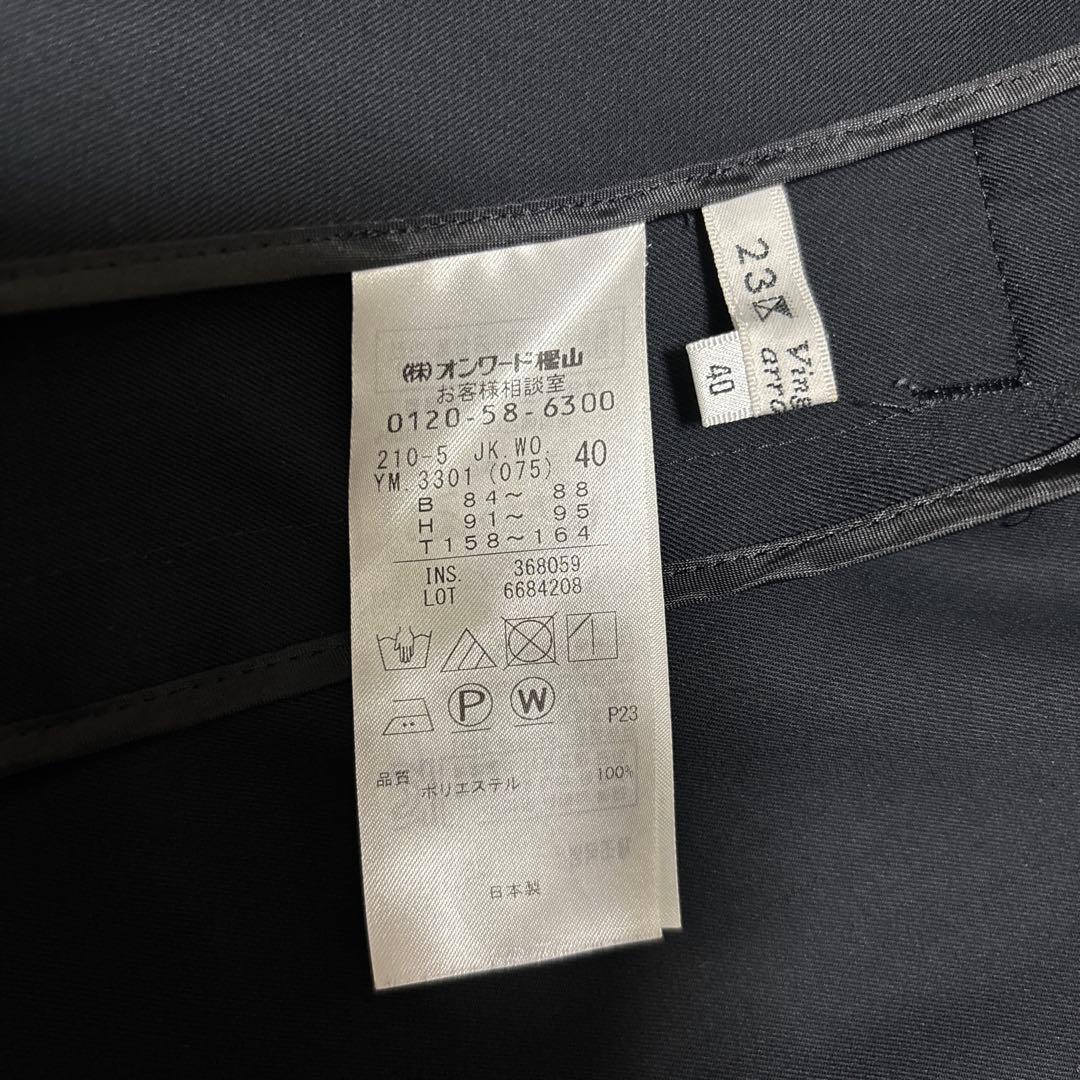 (株)オンワード樫山
お客様相談室
0120-58-6300
210-5 JK.WO. 40
YM.3301 (075)
B 84～ 88
H 91～ 95
T158～164
INS. 368059
LOT 6684208
P
W
P23
品質
ポリエステル 100%
日本製
23区
Ving
arro
40